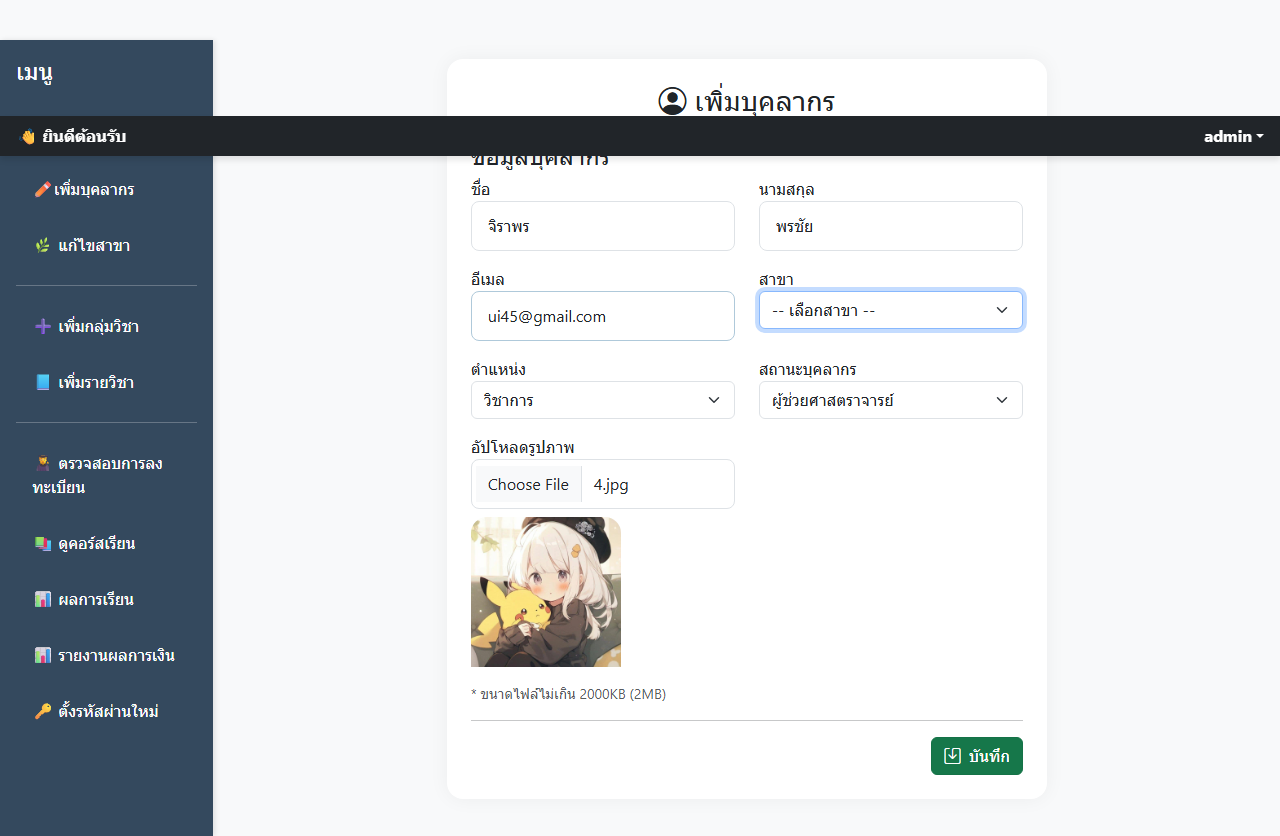 เมนู
เพิ่มบุคลากร
👋 ยินดีต้อนรับ
admin
ข้อมูลบุคลากร
เพิ่มบุคลากร
แก้ไขสาขา
เพิ่มกลุ่มวิชา
เพิ่มรายวิชา
ตรวจสอบการลง
ทะเบียน
ดูคอร์สเรียน
ผลการเรียน
รายงานผลการเงิน
ตั้งรหัสผ่านใหม่
ชื่อ
นามสกุล
จิราพร
พรชัย
อีเมล
สาขา
ui45@gmail.com
-- เลือกสาขา --
ตำแหน่ง
สถานะบุคลากร
วิชาการ
ผู้ช่วยศาสตราจารย์
อัปโหลดรูปภาพ
Choose File 4.jpg
* ขนาดไฟล์ไม่เกิน 2000KB (2MB)
บันทึก